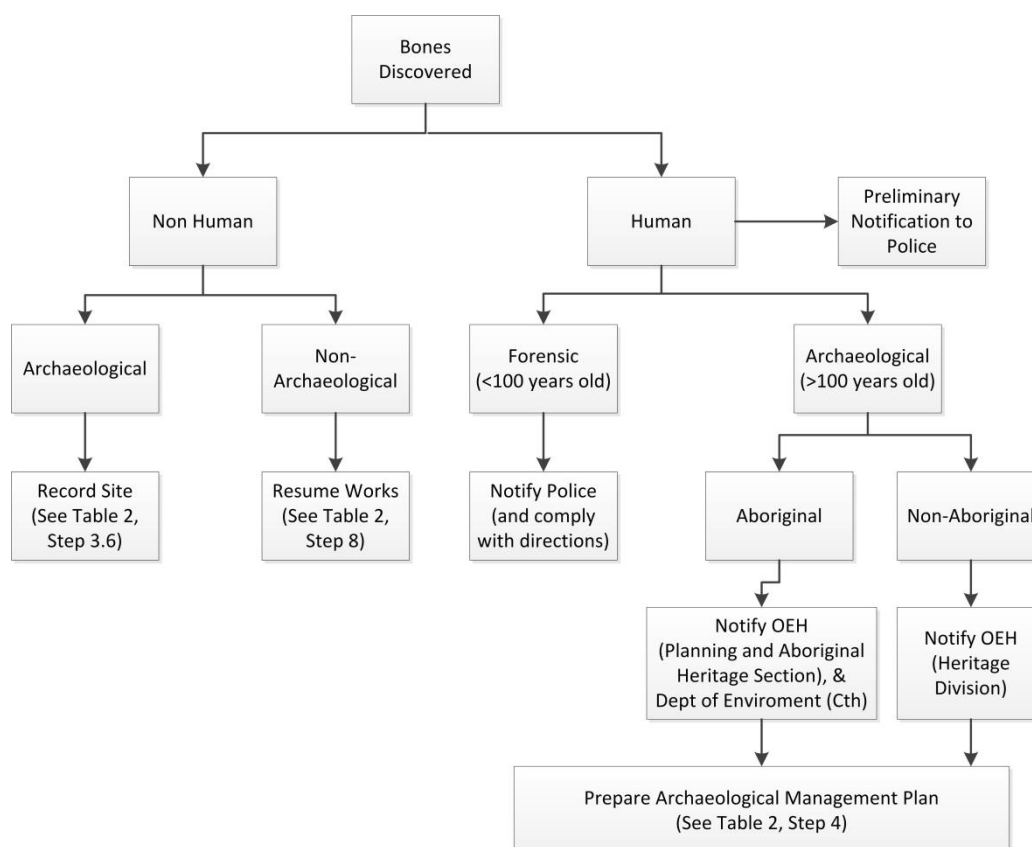 Bones
Discovered
Non Human
Human
Preliminary
Notification to
Police
Archaeological
Non-
Archaeological
Forensic
(<100 years old)
Archaeological
(>100 years old)
Record Site
(See Table 2,
Step 3.6)
Resume Works
(See Table 2,
Step 8)
Notify Police
(and comply
with directions)
Aboriginal
Non-Aboriginal
Notify OEH
(Planning and Aboriginal
Heritage Section), &
Dept of Enviroment (Cth)
Notify OEH
(Heritage
Division)
Prepare Archaeological Management Plan
(See Table 2, Step 4)